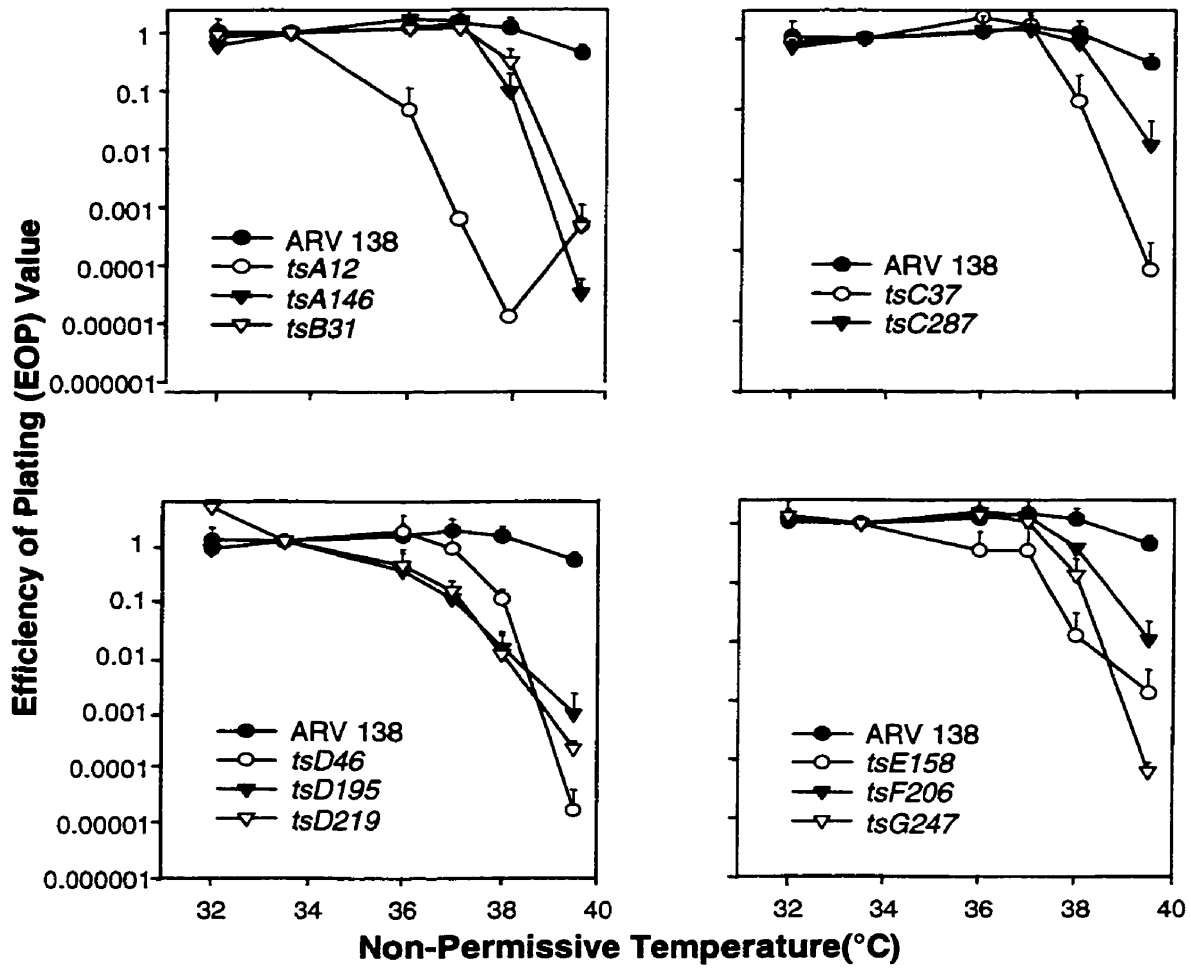 Efficiency of Plating (EOP) Value
1
0.1
0.01
0.001
0.0001
0.00001
0.000001
ARV 138
tsA12
tsA146
tsB31
ARV 138
tsC37
tsC287
1
0.1
0.01
0.001
0.0001
0.00001
0.000001
ARV 138
tsD46
tsD195
tsD219
32 34 36 38 40
ARV 138
tsE158
tsF206
tsG247
32 34 36 38 40
Non-Permissive Temperature(°C)